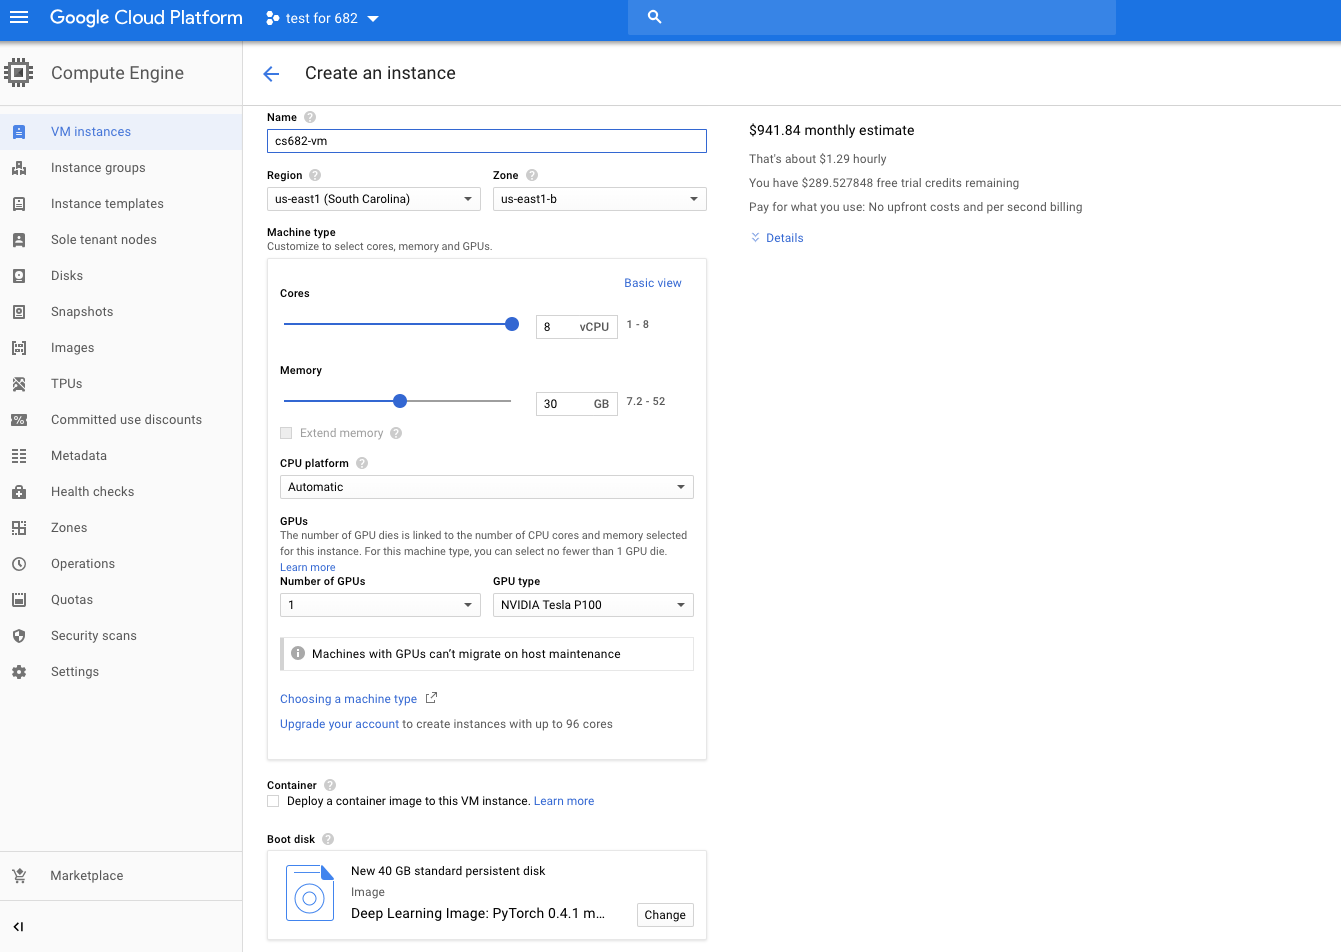 Google Cloud Platform
test for 682
Compute Engine
Create an instance
VM instances
Instance groups
Instance templates
Sole tenant nodes
Disks
Snapshots
Images
TPUs
Committed use discounts
Metadata
Health checks
Zones
Operations
Quotas
Security scans
Settings
Marketplace
Name ?
cs682-vm
Region ? Zone ?
us-east1 (South Carolina) us-east1-b
Machine type
Customize to select cores, memory and GPUs.
Basic view
Cores
8 vCPU 1 - 8
Memory
30 GB 7.2 - 52
Extend memory ?
CPU platform ?
Automatic
GPUs
The number of GPU dies is linked to the number of CPU cores and memory selected
for this instance. For this machine type, you can select no fewer than 1 GPU die.
Learn more
Number of GPUs GPU type
1 NVIDIA Tesla P100
Machines with GPUs can't migrate on host maintenance
Choosing a machine type
Upgrade your account to create instances with up to 96 cores
Container ?
Deploy a container image to this VM instance. Learn more
Boot disk ?
New 40 GB standard persistent disk
Image
Deep Learning Image: PyTorch 0.4.1 m...
Change
$941.84 monthly estimate
That's about $1.29 hourly
You have $289.527848 free trial credits remaining
Pay for what you use: No upfront costs and per second billing
Details